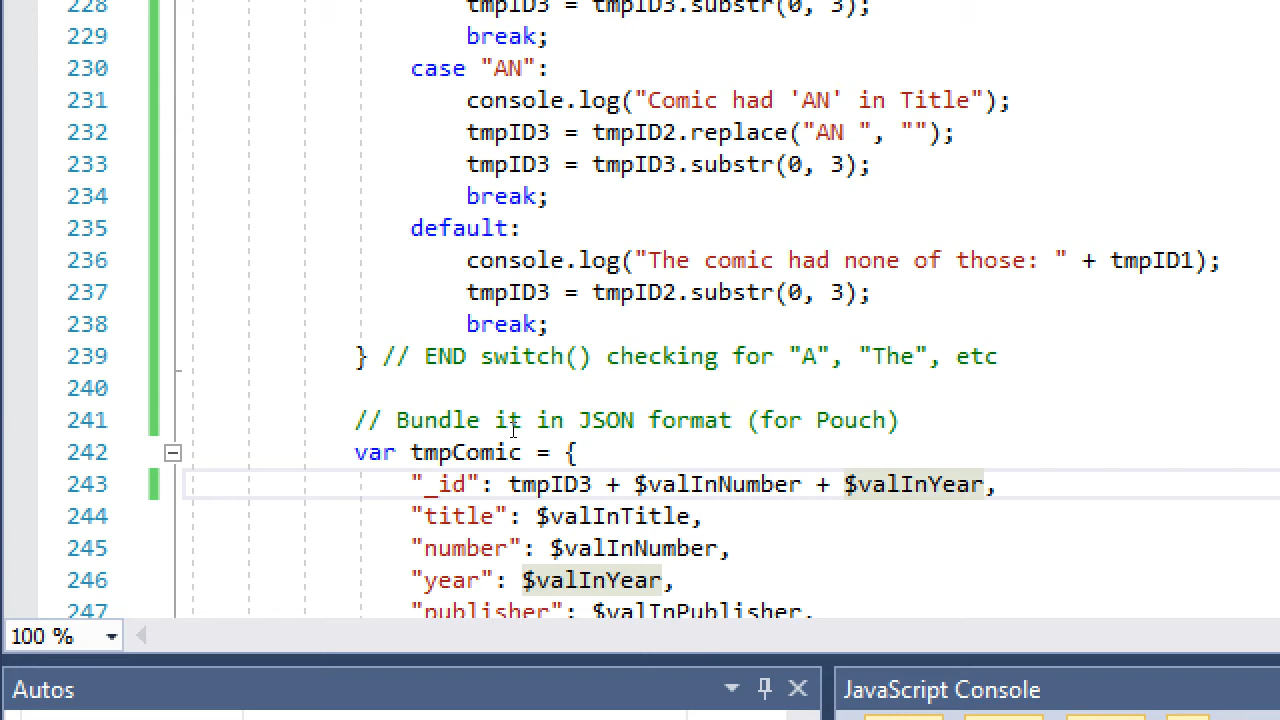 228 tmpID3 = tmpID3.substr(0, 3);
229 break;
230 case "AN":
231 console.log("Comic had 'AN' in Title");
232 tmpID3 = tmpID2.replace("AN ", "");
233 tmpID3 = tmpID3.substr(0, 3);
234 break;
235 default:
236 console.log("The comic had none of those: " + tmpID1);
237 tmpID3 = tmpID2.substr(0, 3);
238 break;
239 } // END switch() checking for "A", "The", etc
240
241 // Bundle it in JSON format (for Pouch)
242 var tmpComic = {
243 "_id": tmpID3 + $valInNumber + $valInYear,
244 "title": $valInTitle,
245 "number": $valInNumber,
246 "year": $valInYear,
247 "publisher": $valInPublisher,
100 %
Autos
JavaScript Console